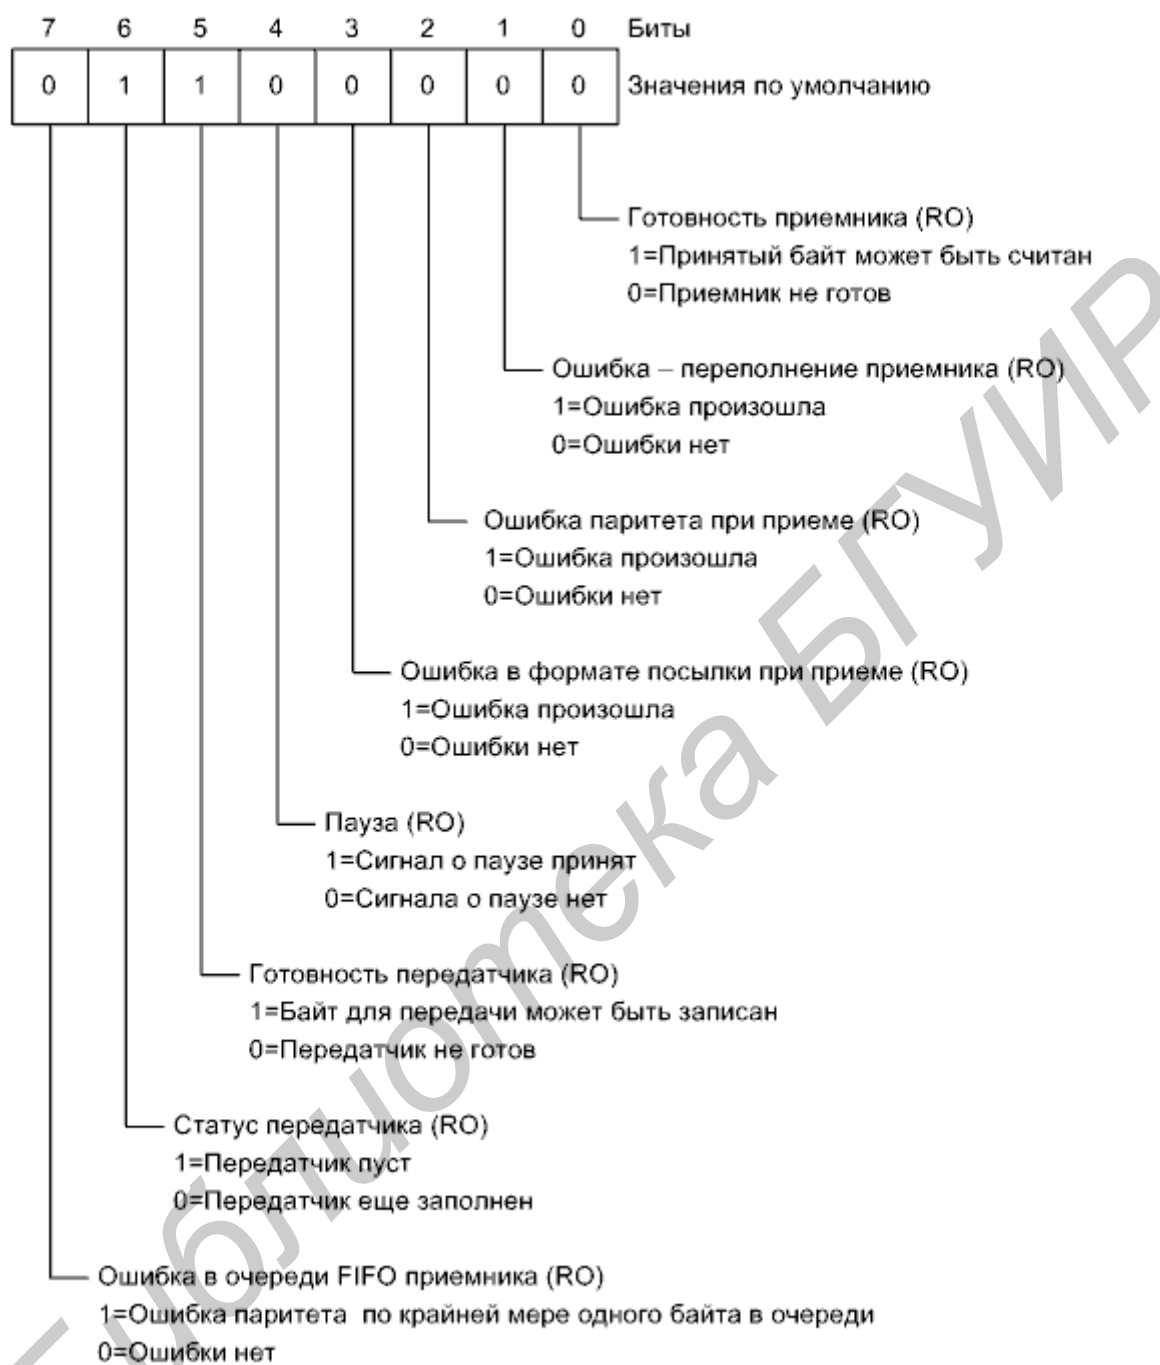 7 6 5 4 3 2 1 0 Биты
0 1 1 0 0 0 0 0 Значения по умолчанию
Готовность приемника (RO)
1=Принятый байт может быть считан
0=Приемник не готов
Ошибка – переполнение приемника (RO)
1=Ошибка произошла
0=Ошибки нет
Ошибка паритета при приеме (RO)
1=Ошибка произошла
0=Ошибки нет
Ошибка в формате посылки при приеме (RO)
1=Ошибка произошла
0=Ошибки нет
Пауза (RO)
1=Сигнал о паузе принят
0=Сигнала о паузе нет
Готовность передатчика (RO)
1=Байт для передачи может быть записан
0=Передатчик не готов
Статус передатчика (RO)
1=Передатчик пуст
0=Передатчик еще заполнен
Ошибка в очереди FIFO приемника (RO)
1=Ошибка паритета по крайней мере одного байта в очереди
0=Ошибки нет
Библиотека БГУИР